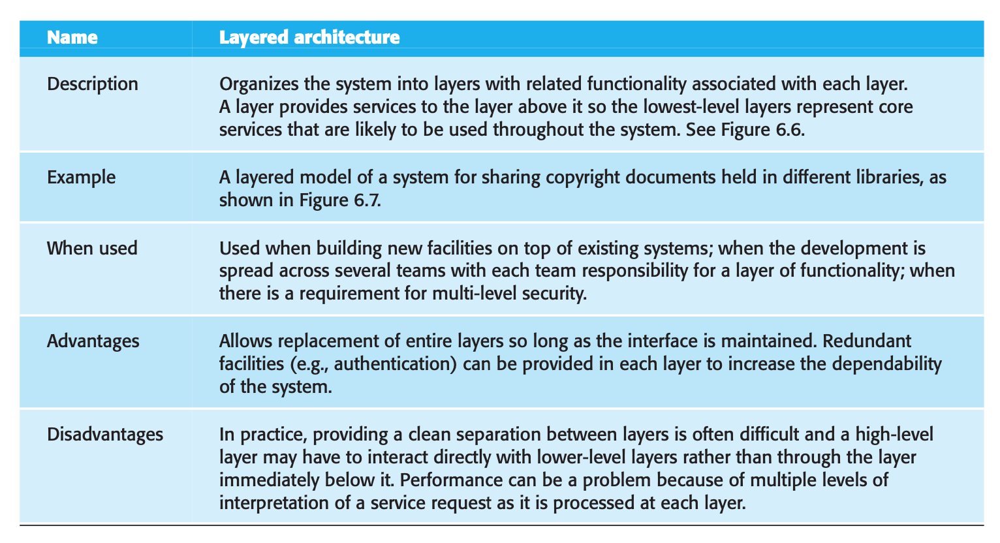 Name Layered architecture
Description Organizes the system into layers with related functionality associated with each layer.
A layer provides services to the layer above it so the lowest-level layers represent core
services that are likely to be used throughout the system. See Figure 6.6.
Example A layered model of a system for sharing copyright documents held in different libraries, as
shown in Figure 6.7.
When used Used when building new facilities on top of existing systems; when the development is
spread across several teams with each team responsibility for a layer of functionality; when
there is a requirement for multi-level security.
Advantages Allows replacement of entire layers so long as the interface is maintained. Redundant
facilities (e.g., authentication) can be provided in each layer to increase the dependability
of the system.
Disadvantages In practice, providing a clean separation between layers is often difficult and a high-level
layer may have to interact directly with lower-level layers rather than through the layer
immediately below it. Performance can be a problem because of multiple levels of
interpretation of a service request as it is processed at each layer.